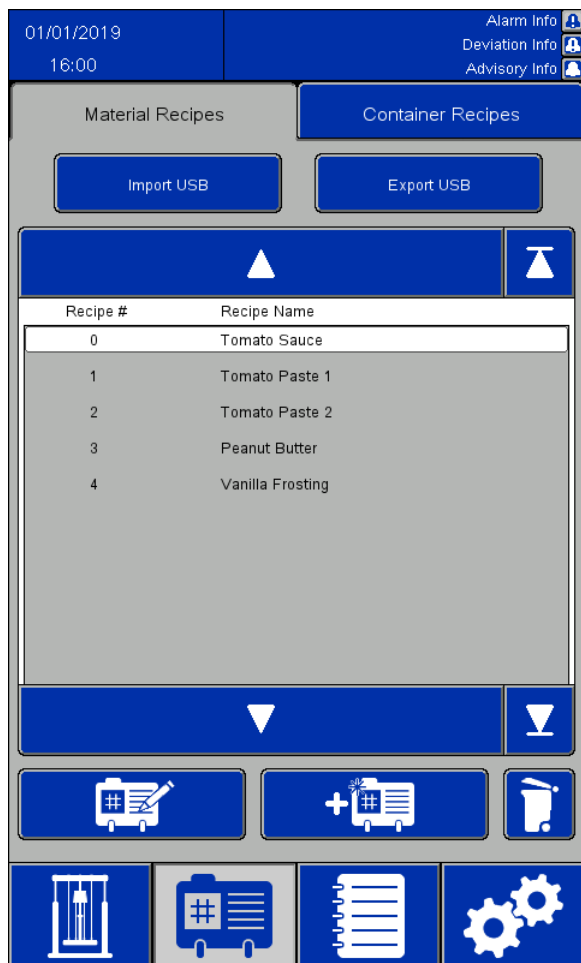 01/01/2019
16:00
Alarm Info
Deviation Info
Advisory Info
Material Recipes
Container Recipes
Import USB
Export USB
Recipe # Recipe Name
0 Tomato Sauce
1 Tomato Paste 1
2 Tomato Paste 2
3 Peanut Butter
4 Vanilla Frosting